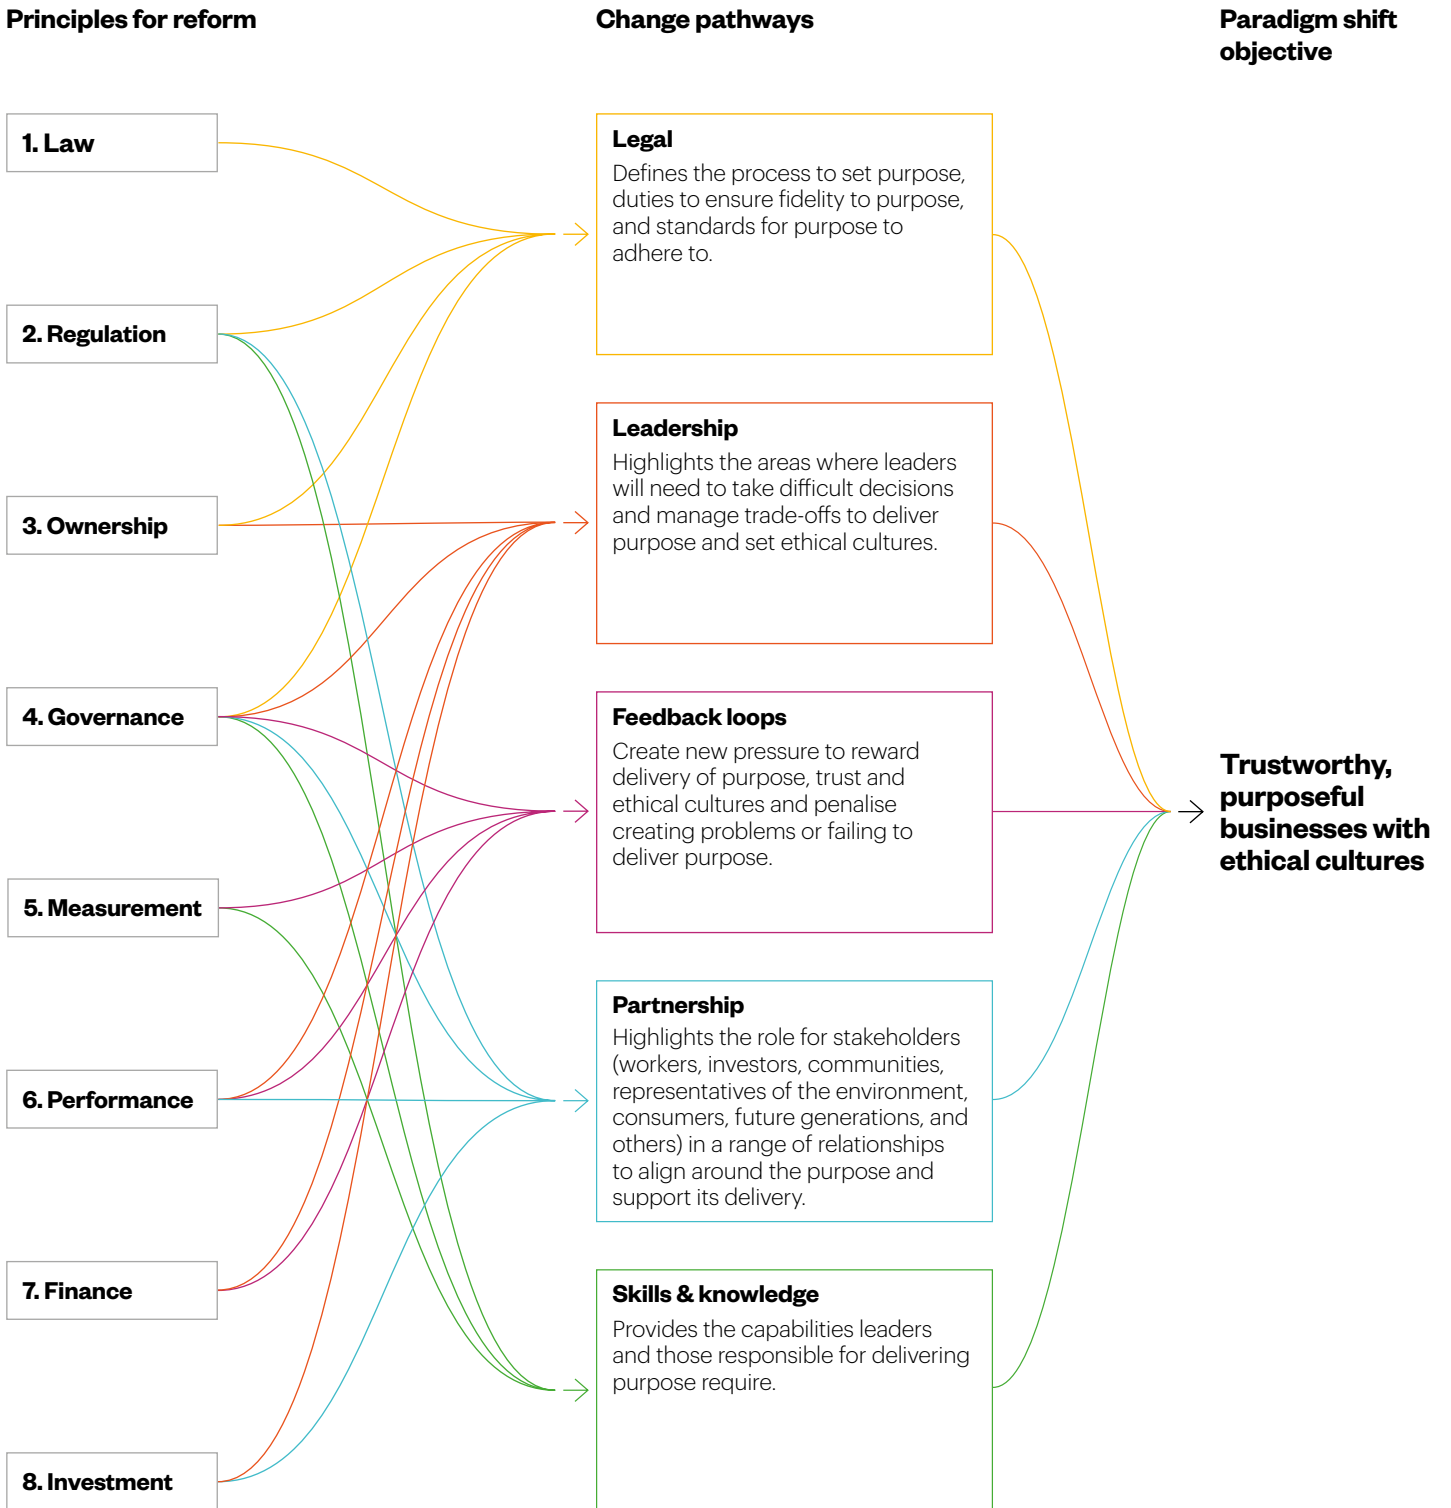 Principles for reform
Change pathways
Paradigm shift
objective
1. Law
2. Regulation
3. Ownership
4. Governance
5. Measurement
6. Performance
7. Finance
8. Investment
Legal
Defines the process to set purpose,
duties to ensure fidelity to purpose,
and standards for purpose to
adhere to.
Leadership
Highlights the areas where leaders
will need to take difficult decisions
and manage trade-offs to deliver
purpose and set ethical cultures.
Feedback loops
Create new pressure to reward
delivery of purpose, trust and
ethical cultures and penalise
creating problems or failing to
deliver purpose.
Partnership
Highlights the role for stakeholders
(workers, investors, communities,
representatives of the environment,
consumers, future generations, and
others) in a range of relationships
to align around the purpose and
support its delivery.
Skills & knowledge
Provides the capabilities leaders
and those responsible for delivering
purpose require.
Trustworthy,
purposeful
businesses with
ethical cultures